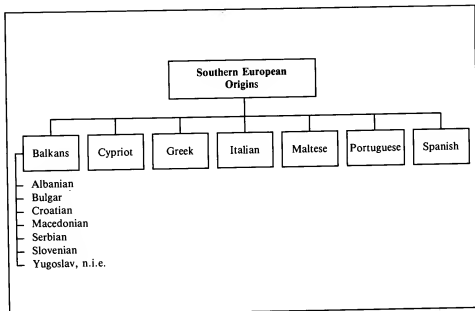 Southern European
Origins
Balkans
Cypriot
Greek
Italian
Maltese
Portuguese
Spanish
Albanian
Bulgar
Croatian
Macedonian
Serbian
Slovenian
Yugoslav, n.i.e.